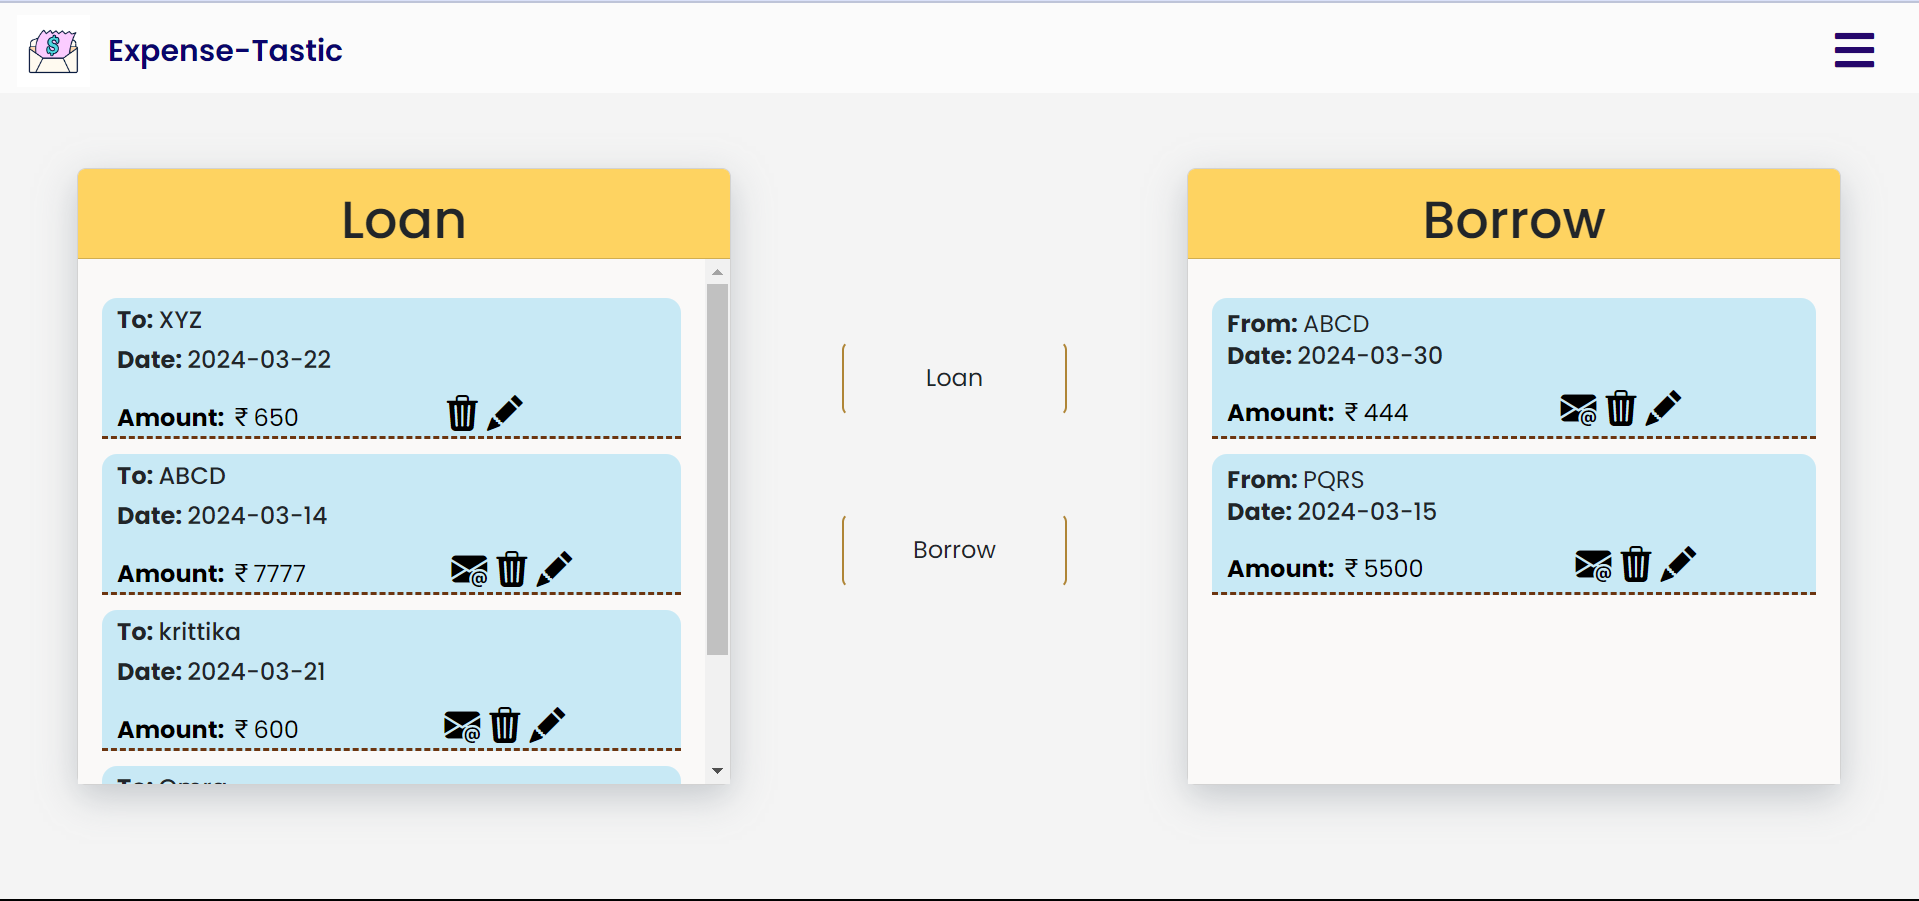 Expense-Tastic
Loan
To: XYZ
Date: 2024-03-22
Amount: ₹ 650
To: ABCD
Date: 2024-03-14
Amount: ₹ 7777
To: krittika
Date: 2024-03-21
Amount: ₹ 600
To:
Loan
Borrow
Borrow
From: ABCD
Date: 2024-03-30
Amount: ₹ 444
From: PQRS
Date: 2024-03-15
Amount: ₹ 5500